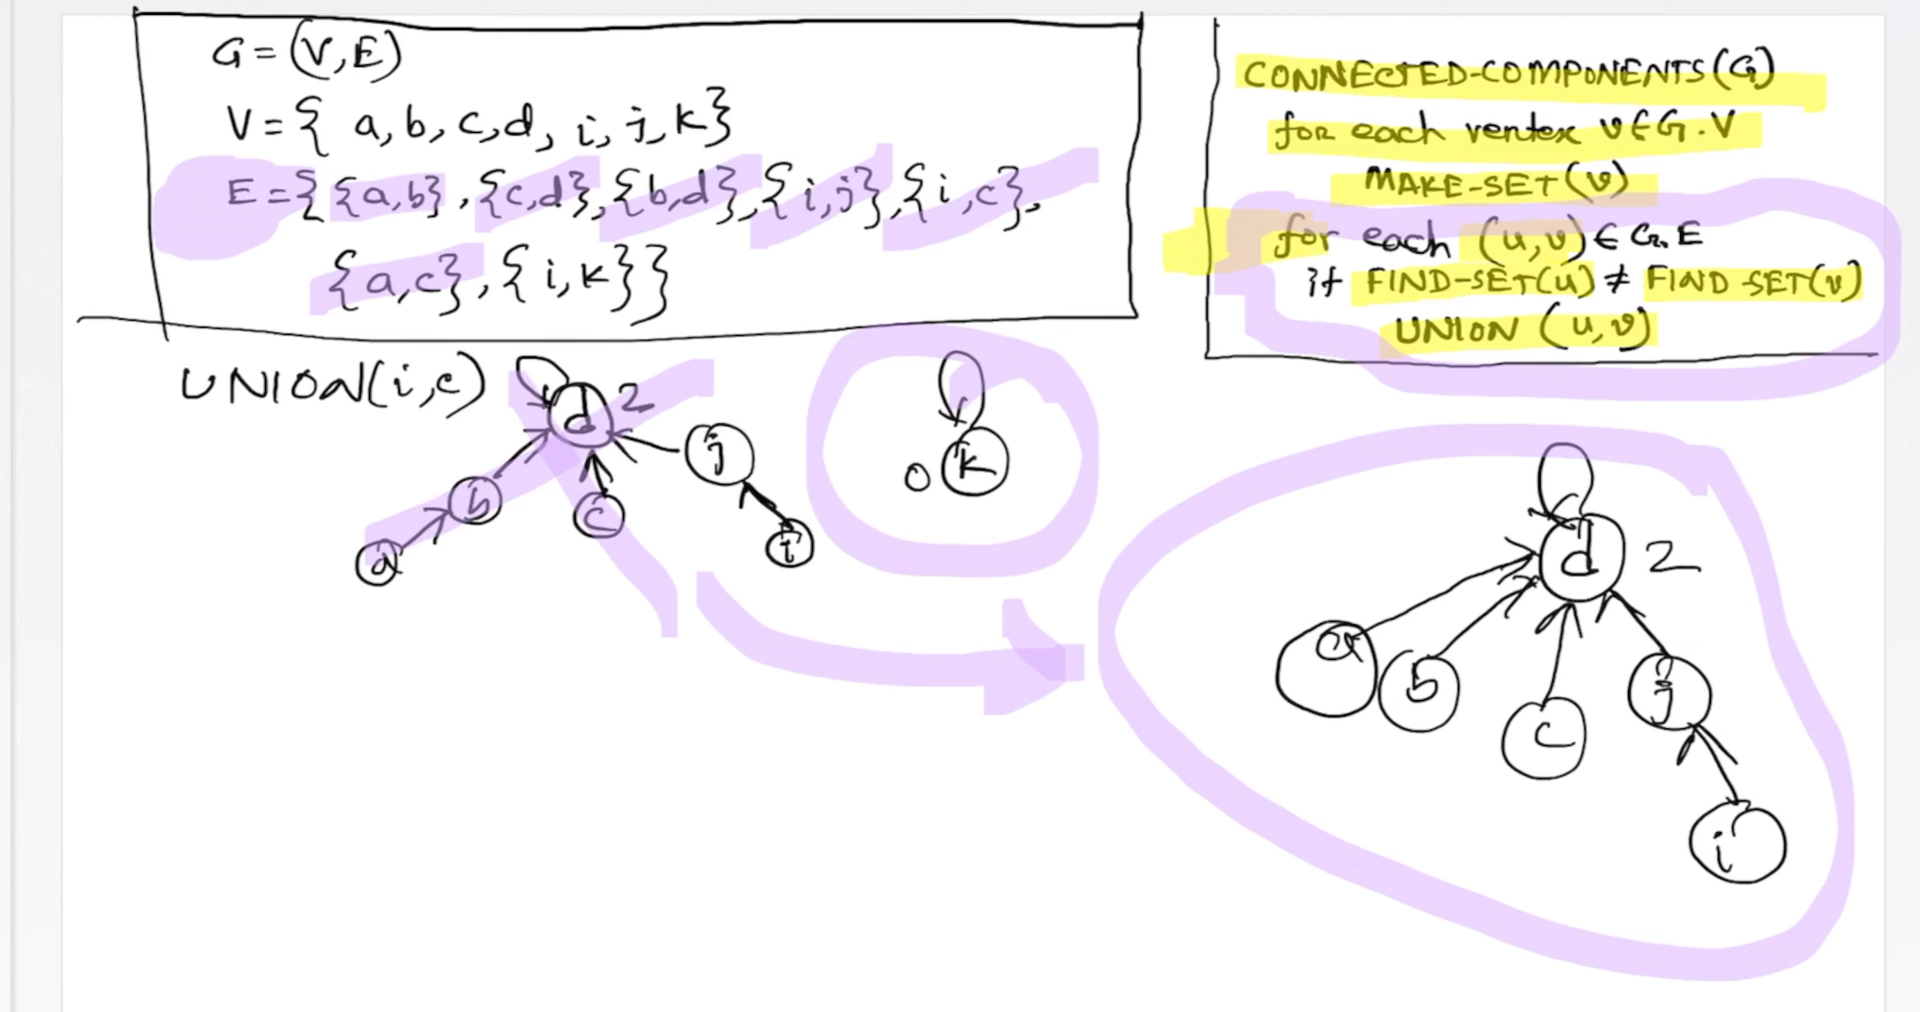 G = (V,E)
V = { a, b, c, d, i, j, k}
E = { {a,b}, {c,d}, {b,d}, {i,j}, {i,c},
{a,c}, {i,k}}
CONNECTED-COMPONENTS(G)
for each vertex v∈G.V
MAKE-SET(v)
for each (u,v) ∈ G.E
if FIND-SET(u) ≠ FIND-SET(v)
UNION (u,v)
UNION(i,c)
d 2
j
b
c
a
i
0 k
d 2
a
b
c
j
i